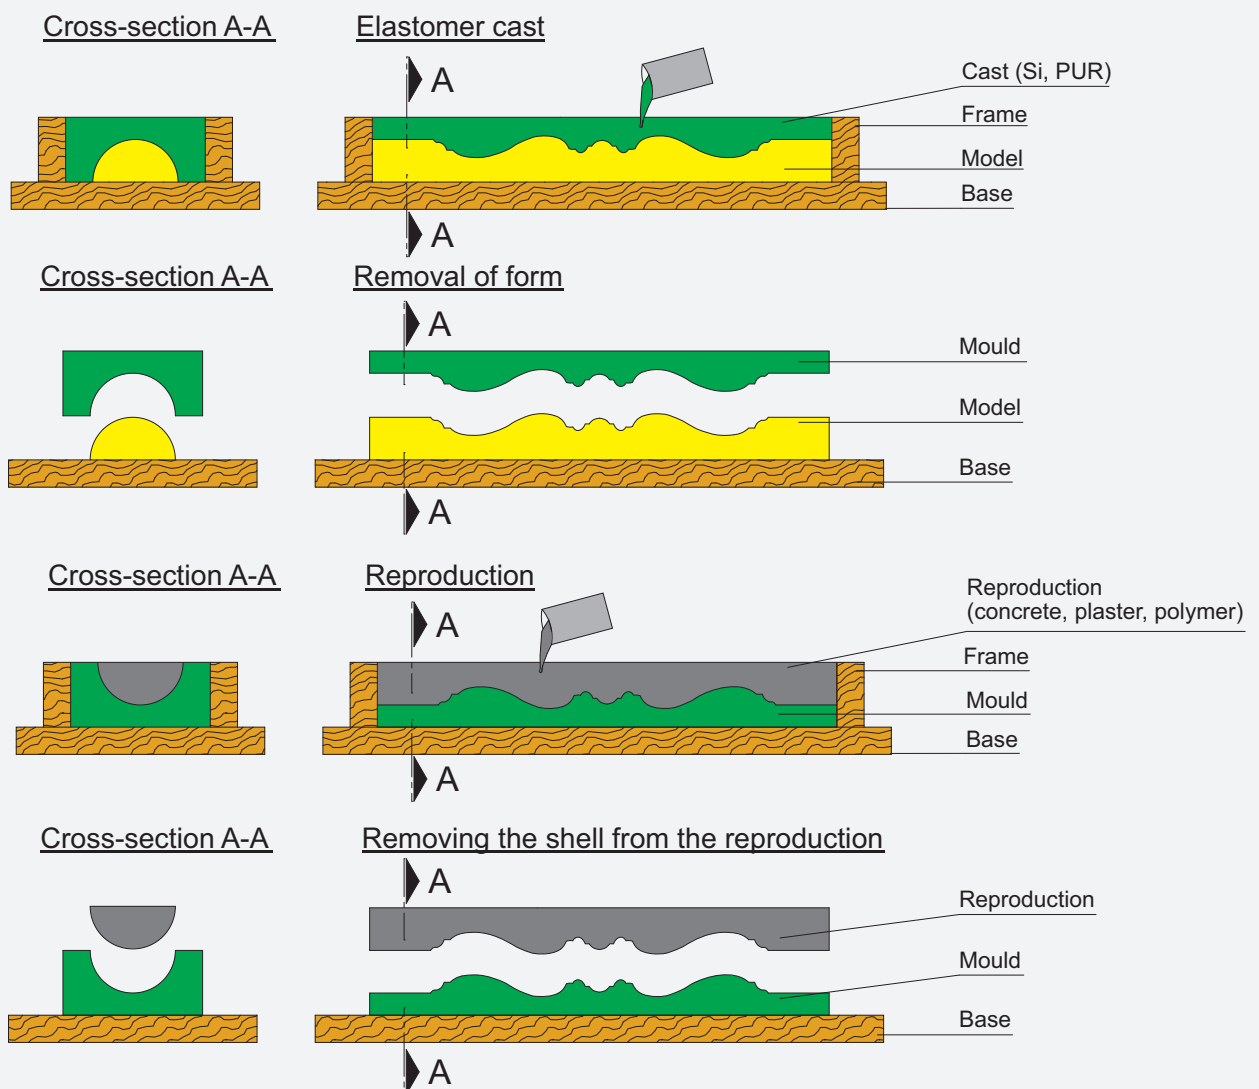 Cross-section A-A
Elastomer cast
A
Cast (Si, PUR)
Frame
Model
Base
A
Cross-section A-A
Removal of form
A
Mould
Model
Base
A
Cross-section A-A
Reproduction
A
Reproduction
(concrete, plaster, polymer)
Frame
Mould
Base
A
Cross-section A-A
Removing the shell from the reproduction
A
Reproduction
Mould
Base
A